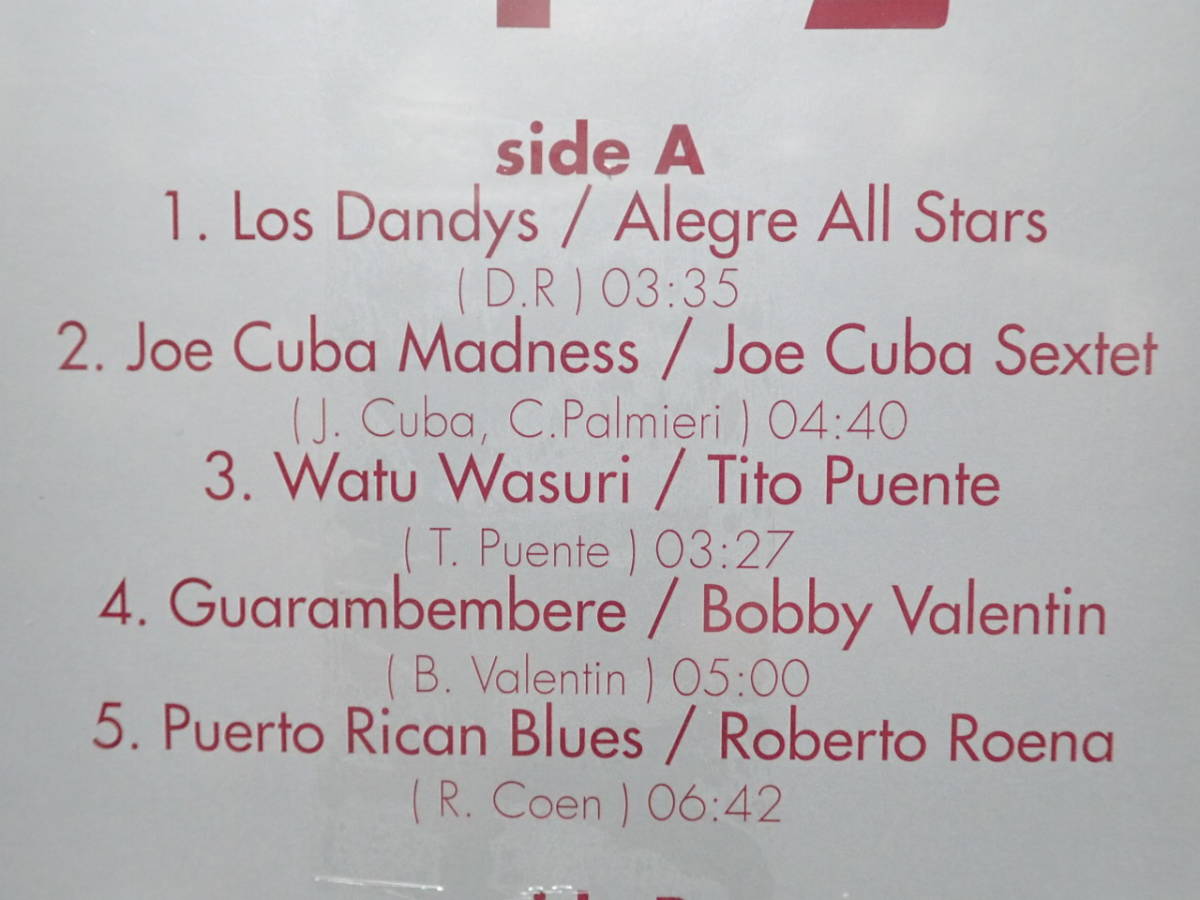 side A
1. Los Dandys / Alegre All Stars
( D.R ) 03:35
2. Joe Cuba Madness / Joe Cuba Sextet
( J. Cuba, C.Palmieri ) 04:40
3. Watu Wasuri / Tito Puente
( T. Puente ) 03:27
4. Guarambembere / Bobby Valentin
( B. Valentin ) 05:00
5. Puerto Rican Blues / Roberto Roena
( R. Coen ) 06:42